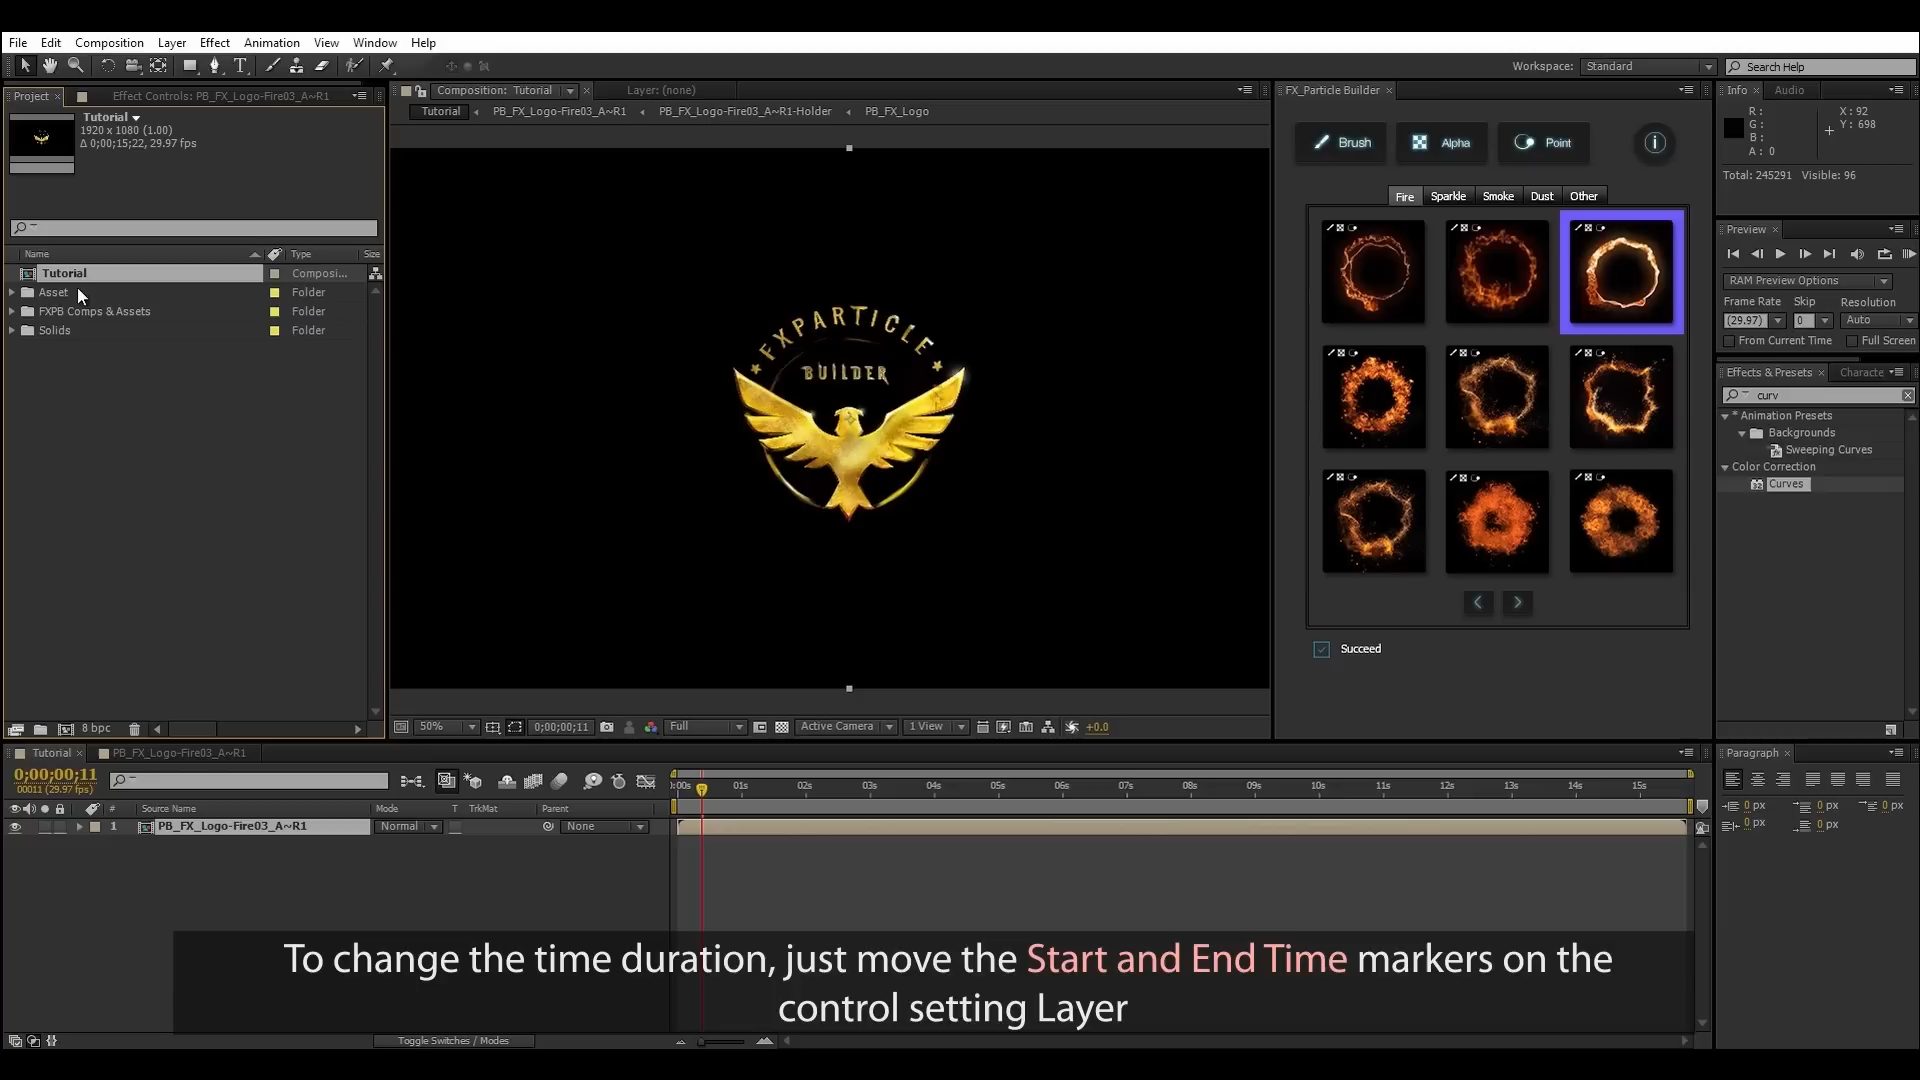 File Edit Composition Layer Effect Animation View Window Help
Workspace: Standard Search Help
Project Effect Controls: PB_FX_Logo-Fire03_A~R1
Tutorial
1920 x 1080 (1.00)
Δ 0;00;15;22, 29.97 fps
Name Type Size
Tutorial Composi...
Asset Folder
FXPB Comps & Assets Folder
Solids Folder
8 bpc
Composition: Tutorial Layer: (none)
Tutorial PB_FX_Logo-Fire03_A~R1 PB_FX_Logo-Fire03_A~R1-Holder PB_FX_Logo
FXPARTICLE
BUILDER
50% 0;00;00;11 Full Active Camera 1 View +0.0
FX_Particle Builder
Brush Alpha Point
Fire Sparkle Smoke Dust Other
Succeed
Info Audio
R: X: 92
G: Y: 698
B:
A: 0
Total: 245291 Visible: 96
Preview
RAM Preview Options
Frame Rate Skip Resolution
(29.97) 0 Auto
From Current Time Full Screen
Effects & Presets Characte
curv
* Animation Presets
Backgrounds
Sweeping Curves
Color Correction
Curves
Tutorial PB_FX_Logo-Fire03_A~R1
0;00;00;11
00011 (29.97 fps)
# Source Name Mode T TrkMat Parent
1 PB_FX_Logo-Fire03_A~R1 Normal None
):00s 01s 02s 03s 04s 05s 06s 07s 08s 09s 10s 11s 12s 13s 14s 15s
Paragraph
0 px 0 px 0 px
0 px 0 px
To change the time duration, just move the Start and End Time markers on the
control setting Layer
Toggle Switches / Modes